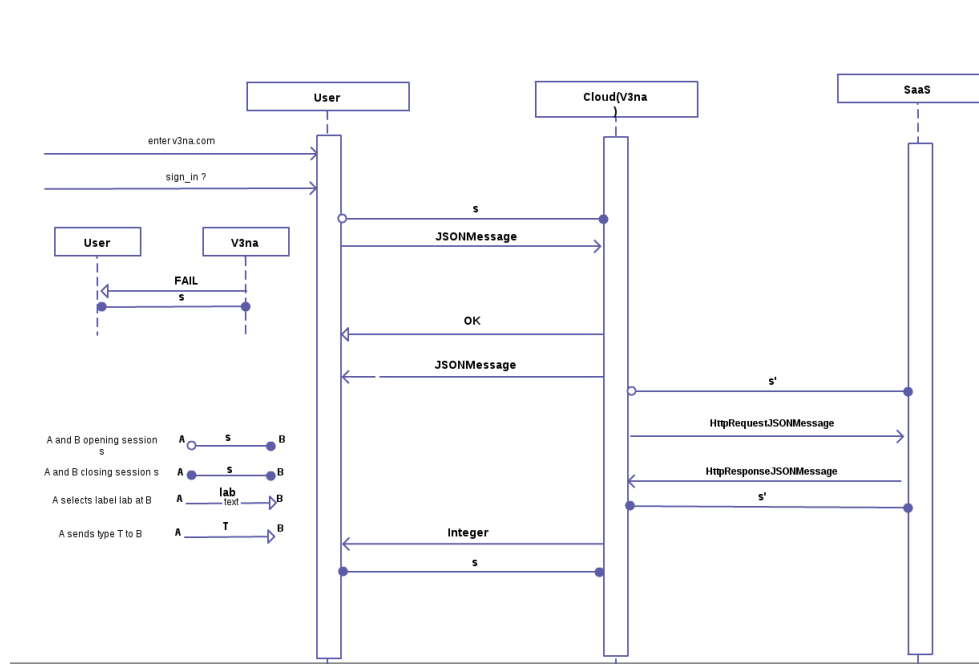 User
Cloud(V3na
)
SaaS
enter v3na.com
sign_in ?
s
JSONMessage
User
V3na
FAIL
s
OK
JSONMessage
s'
HttpRequestJSONMessage
HttpResponseJSONMessage
s'
Integer
s
A and B opening session
s
A s B
A and B closing session s
A s B
A selects label lab at B
A lab B
text
A sends type T to B
A T B